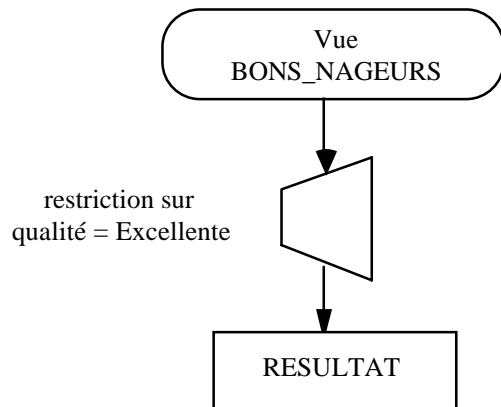 Vue
BONS_NAGEURS
restriction sur
qualité = Excellente
RESULTAT